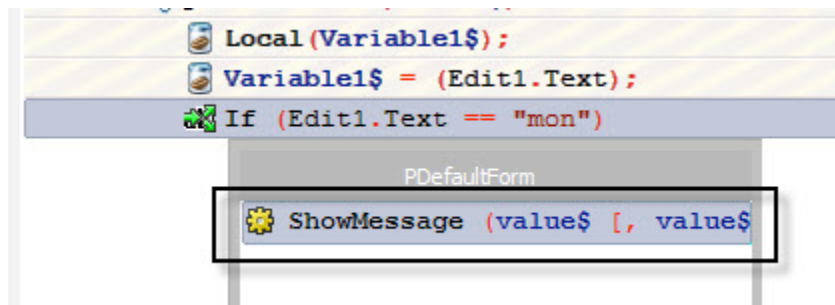 Local(Variable1$);
Variable1$ = (Edit1.Text);
If (Edit1.Text == "mon")
PDefaultForm
ShowMessage (value$ [, value$